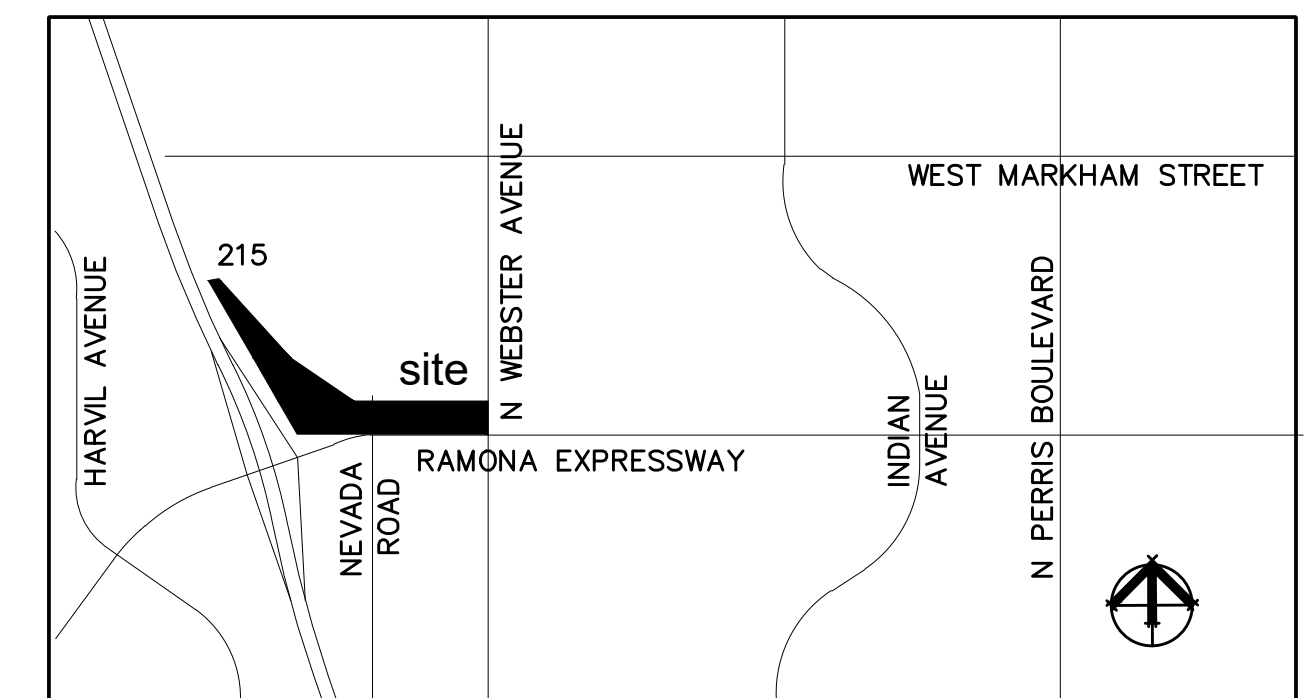 WEST MARKHAM STREET
215
HARVIL AVENUE
N WEBSTER AVENUE
site
RAMONA EXPRESSWAY
NEVADA
ROAD
INDIAN
AVENUE
N PERRIS BOULEVARD